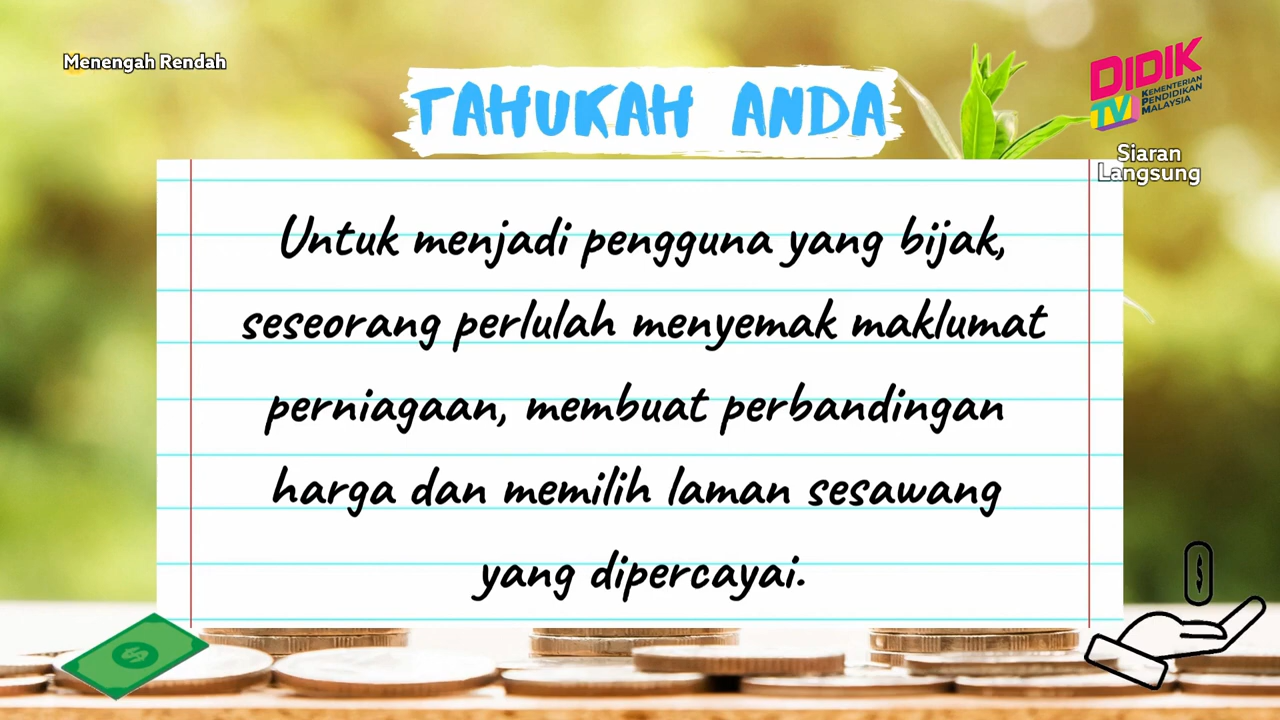 Menengah Rendah
TAHUKAH ANDA
DIDIK
TV
KEMENTERIAN
PENDIDIKAN
MALAYSIA
Siaran
Langsung
Untuk menjadi pengguna yang bijak,
seseorang perlulah menyemak maklumat
perniagaan, membuat perbandingan
harga dan memilih laman sesawang
yang dipercayai.